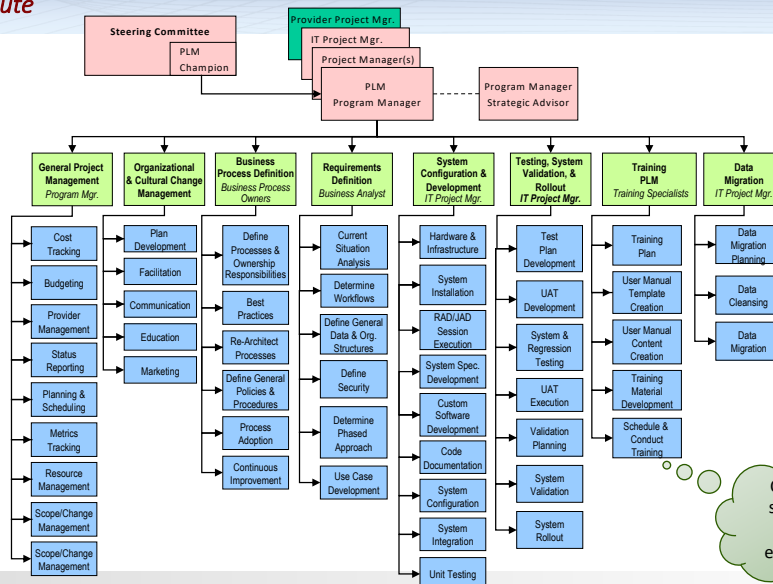 Steering Committee
PLM
Champion
Provider Project Mgr.
IT Project Mgr.
Project Manager(s)
PLM
Program Manager
Program Manager
Strategic Advisor
General Project
Management
Program Mgr.
Cost
Tracking
Budgeting
Provider
Management
Status
Reporting
Planning &
Scheduling
Metrics
Tracking
Resource
Management
Scope/Change
Management
Scope/Change
Management
Organizational
& Cultural Change
Management
Plan
Development
Facilitation
Communication
Education
Marketing
Business
Process Definition
Business Process
Owners
Define
Processes &
Ownership
Responsibilities
Best
Practices
Re-Architect
Processes
Define General
Policies &
Procedures
Process
Adoption
Continuous
Improvement
Requirements
Definition
Business Analyst
Current
Situation
Analysis
Determine
Workflows
Define General
Data & Org.
Structures
Define
Security
Determine
Phased
Approach
Use Case
Development
System
Configuration &
Development
IT Project Mgr.
Hardware &
Infrastructure
System
Installation
RAD/JAD
Session
Execution
System Spec.
Development
Custom
Software
Development
Code
Documentation
System
Configuration
System
Integration
Unit Testing
Testing, System
Validation, &
Rollout
IT Project Mgr.
Test
Plan
Development
UAT
Development
System &
Regression
Testing
UAT
Execution
Validation
Planning
System
Validation
System
Rollout
Training
PLM
Training Specialists
Training
Plan
User Manual
Template
Creation
User Manual
Content
Creation
Training
Material
Development
Schedule &
Conduct
Training
Data
Migration
IT Project Mgr.
Data
Migration
Planning
Data
Cleansing
Data
Migration